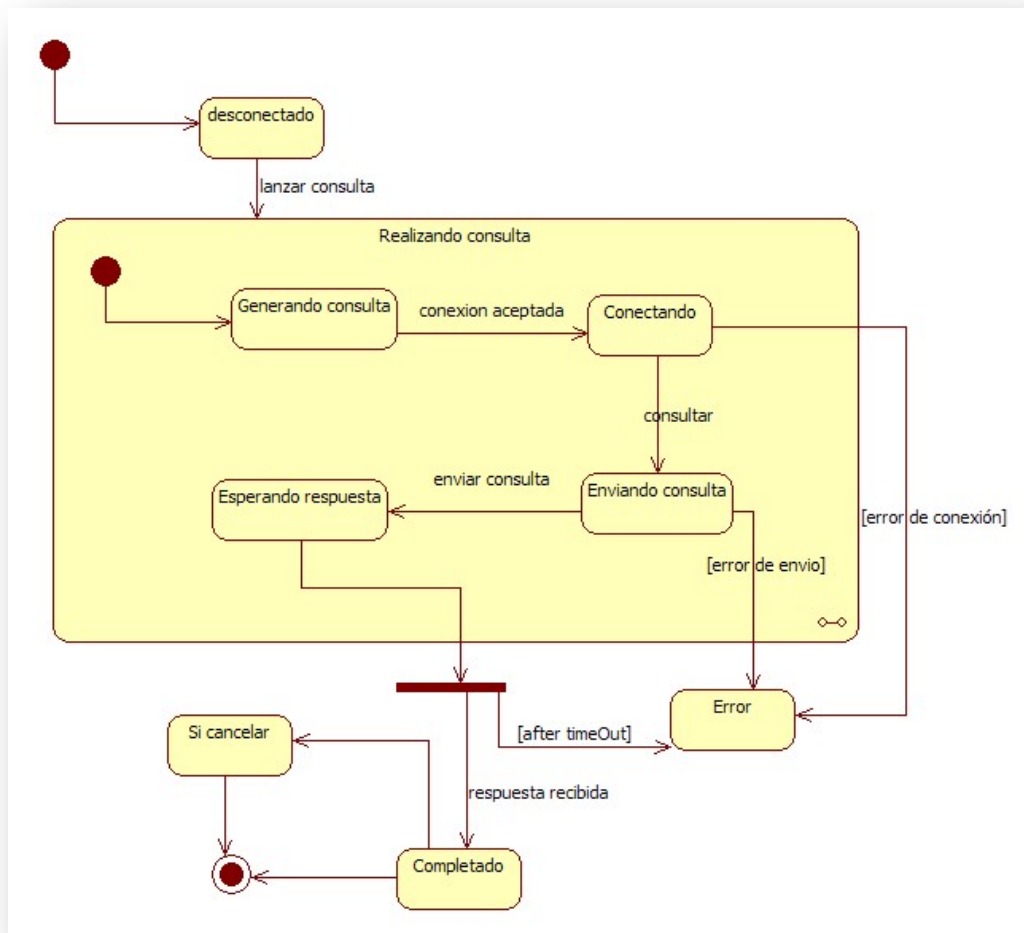 desconectado
lanzar consulta
Realizando consulta
Generando consulta
conexion aceptada
Conectando
consultar
enviar consulta
Esperando respuesta
Enviando consulta
[error de conexión]
[error de envio]
Error
Si cancelar
[after timeOut]
respuesta recibida
Completado